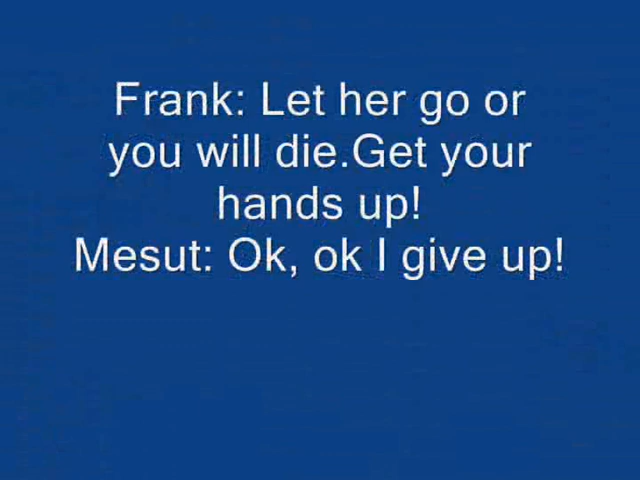 Frank: Let her go or
you will die.Get your
hands up!
Mesut: Ok, ok I give up!